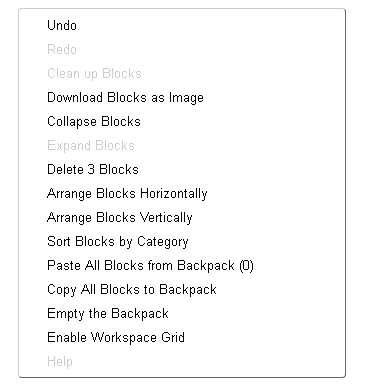 Undo
Redo
Clean up Blocks
Download Blocks as Image
Collapse Blocks
Expand Blocks
Delete 3 Blocks
Arrange Blocks Horizontally
Arrange Blocks Vertically
Sort Blocks by Category
Paste All Blocks from Backpack (0)
Copy All Blocks to Backpack
Empty the Backpack
Enable Workspace Grid
Help